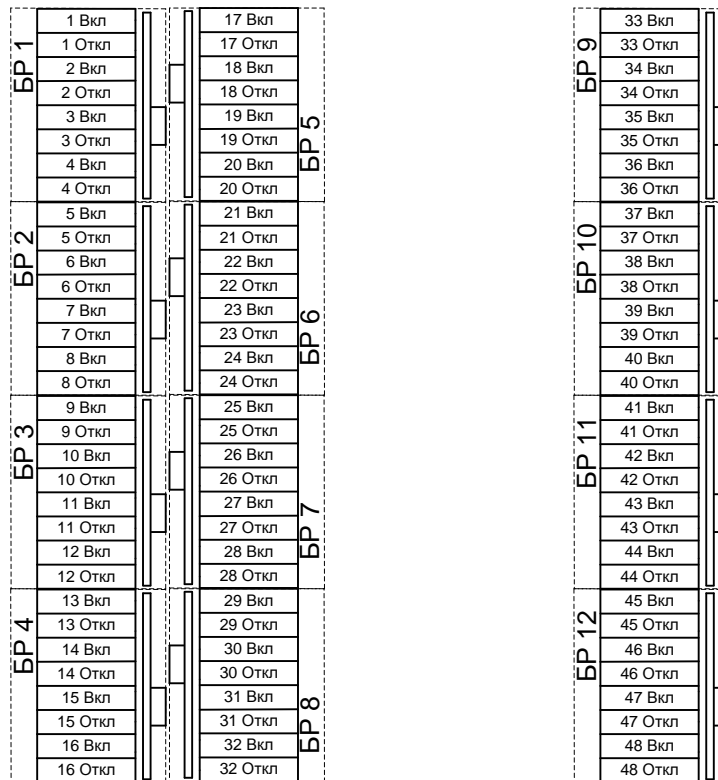 БР 1
1 Вкл
1 Откл
2 Вкл
2 Откл
3 Вкл
3 Откл
4 Вкл
4 Откл
БР 2
5 Вкл
5 Откл
6 Вкл
6 Откл
7 Вкл
7 Откл
8 Вкл
8 Откл
БР 3
9 Вкл
9 Откл
10 Вкл
10 Откл
11 Вкл
11 Откл
12 Вкл
12 Откл
БР 4
13 Вкл
13 Откл
14 Вкл
14 Откл
15 Вкл
15 Откл
16 Вкл
16 Откл
17 Вкл
17 Откл
18 Вкл
18 Откл
19 Вкл
19 Откл
20 Вкл
20 Откл
БР 5
21 Вкл
21 Откл
22 Вкл
22 Откл
23 Вкл
23 Откл
24 Вкл
24 Откл
БР 6
25 Вкл
25 Откл
26 Вкл
26 Откл
27 Вкл
27 Откл
28 Вкл
28 Откл
БР 7
29 Вкл
29 Откл
30 Вкл
30 Откл
31 Вкл
31 Откл
32 Вкл
32 Откл
БР 8
БР 9
33 Вкл
33 Откл
34 Вкл
34 Откл
35 Вкл
35 Откл
36 Вкл
36 Откл
БР 10
37 Вкл
37 Откл
38 Вкл
38 Откл
39 Вкл
39 Откл
40 Вкл
40 Откл
БР 11
41 Вкл
41 Откл
42 Вкл
42 Откл
43 Вкл
43 Откл
44 Вкл
44 Откл
БР 12
45 Вкл
45 Откл
46 Вкл
46 Откл
47 Вкл
47 Откл
48 Вкл
48 Откл